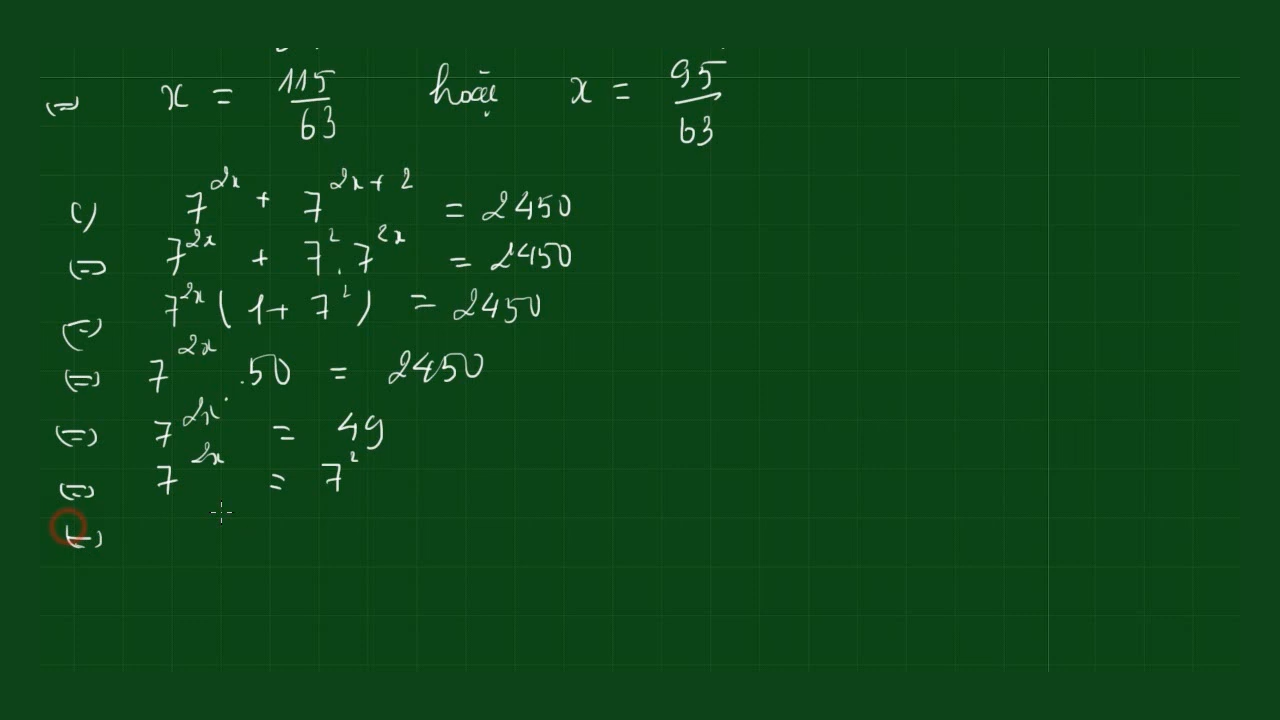 (=) x = 115/63 hoặc x = 95/63
c) 7^{2x} + 7^{2x+2} = 2450
(=) 7^{2x} + 7^2 . 7^{2x} = 2450
(=) 7^{2x} (1 + 7^2) = 2450
(=) 7^{2x} . 50 = 2450
(=) 7^{2x} = 49
(=) 7^{2x} = 7^2
(=)